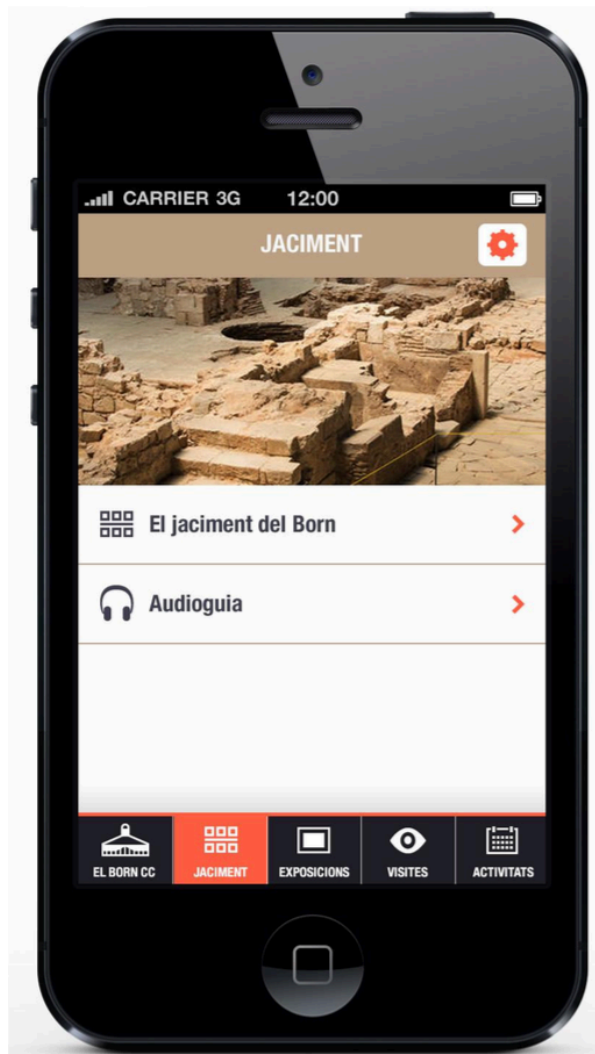 CARRIER 3G 12:00
JACIMENT
El jaciment del Born
Audioguia
EL BORN CC JACIMENT EXPOSICIONS VISITES ACTIVITATS